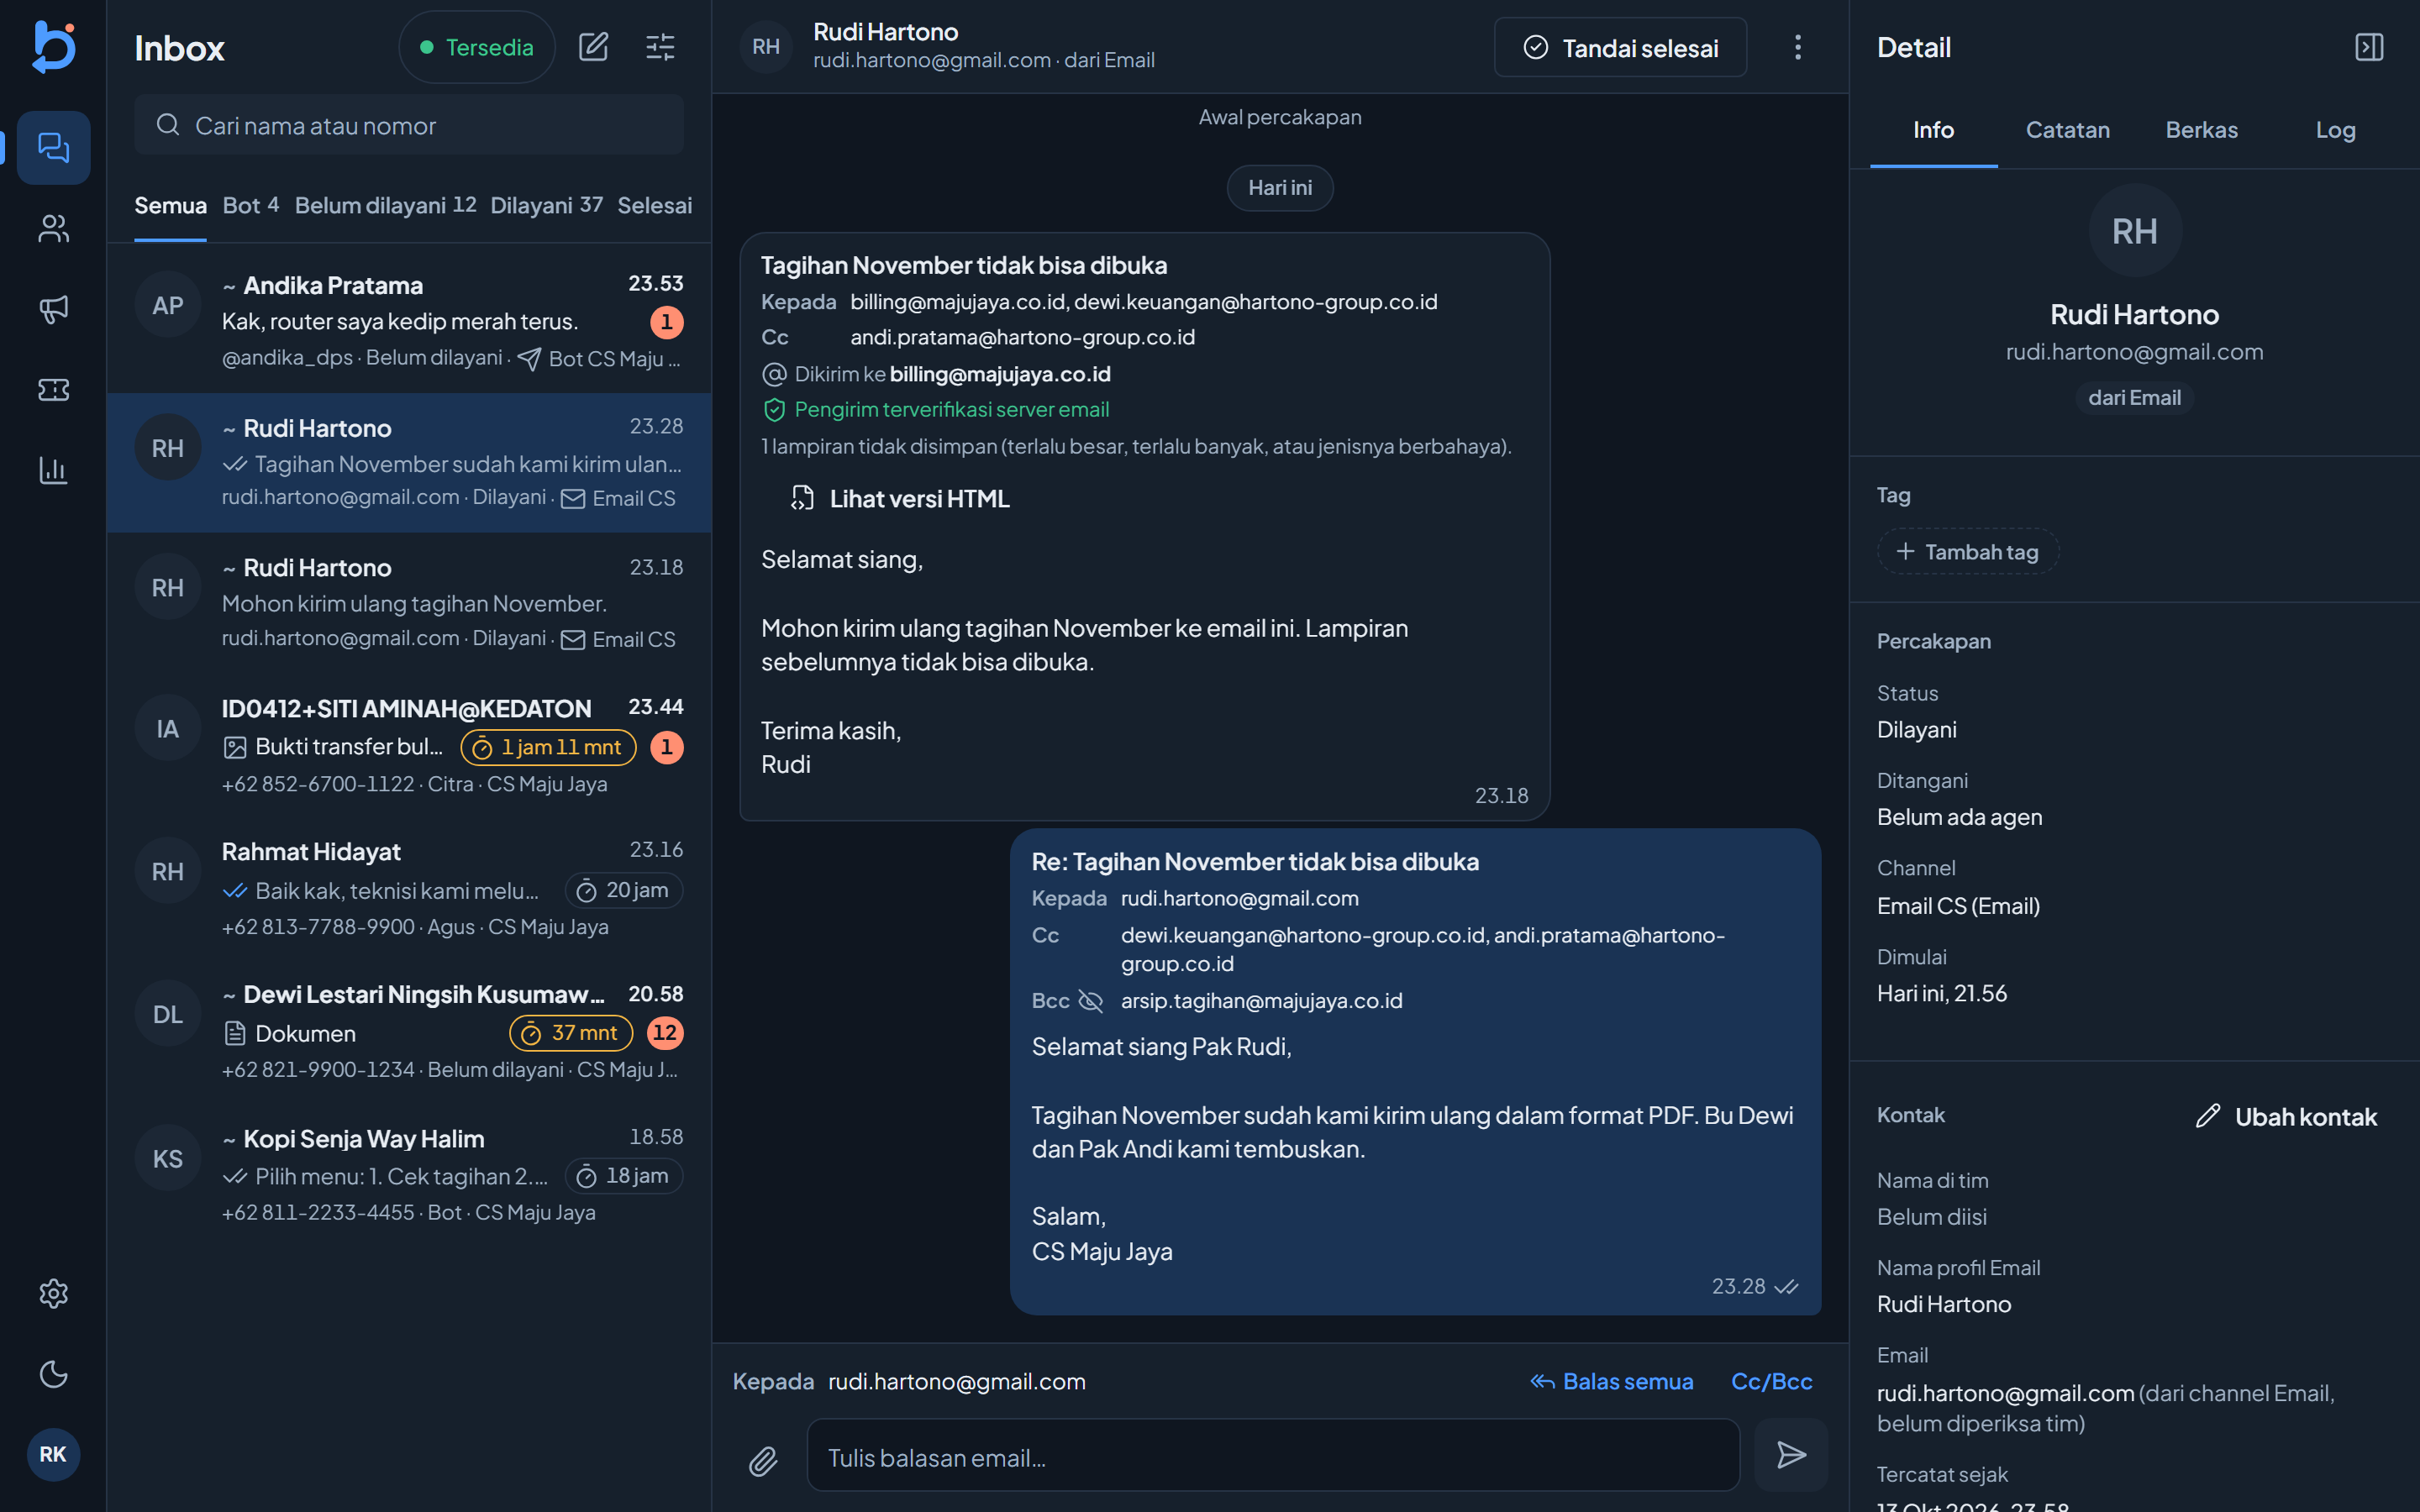 Inbox
Tersedia
Cari nama atau nomor
Semua
Bot 4
Belum dilayani 12
Dilayani 37
Selesai
AP
~ Andika Pratama
23.53
Kak, router saya kedip merah terus.
1
@andika_dps · Belum dilayani · Bot CS Maju ...
RH
~ Rudi Hartono
23.28
Tagihan November sudah kami kirim ulan...
rudi.hartono@gmail.com · Dilayani · Email CS
RH
~ Rudi Hartono
23.18
Mohon kirim ulang tagihan November.
rudi.hartono@gmail.com · Dilayani · Email CS
IA
ID0412+SITI AMINAH@KEDATON
23.44
Bukti transfer bul...
1 jam 11 mnt
1
+62 852-6700-1122 · Citra · CS Maju Jaya
RH
Rahmat Hidayat
23.16
Baik kak, teknisi kami melu...
20 jam
+62 813-7788-9900 · Agus · CS Maju Jaya
DL
~ Dewi Lestari Ningsih Kusumaw...
20.58
Dokumen
37 mnt
12
+62 821-9900-1234 · Belum dilayani · CS Maju J...
KS
~ Kopi Senja Way Halim
18.58
Pilih menu: 1. Cek tagihan 2....
18 jam
+62 811-2233-4455 · Bot · CS Maju Jaya
RK
RH
Rudi Hartono
rudi.hartono@gmail.com · dari Email
Tandai selesai
Awal percakapan
Hari ini
Tagihan November tidak bisa dibuka
Kepada billing@majujaya.co.id, dewi.keuangan@hartono-group.co.id
Cc andi.pratama@hartono-group.co.id
Dikirim ke billing@majujaya.co.id
Pengirim terverifikasi server email
1 lampiran tidak disimpan (terlalu besar, terlalu banyak, atau jenisnya berbahaya).
Lihat versi HTML
Selamat siang,
Mohon kirim ulang tagihan November ke email ini. Lampiran
sebelumnya tidak bisa dibuka.
Terima kasih,
Rudi
23.18
Re: Tagihan November tidak bisa dibuka
Kepada rudi.hartono@gmail.com
Cc dewi.keuangan@hartono-group.co.id, andi.pratama@hartono-
group.co.id
Bcc arsip.tagihan@majujaya.co.id
Selamat siang Pak Rudi,
Tagihan November sudah kami kirim ulang dalam format PDF. Bu Dewi
dan Pak Andi kami tembuskan.
Salam,
CS Maju Jaya
23.28
Kepada rudi.hartono@gmail.com
Balas semua
Cc/Bcc
Tulis balasan email...
Detail
Info
Catatan
Berkas
Log
RH
Rudi Hartono
rudi.hartono@gmail.com
dari Email
Tag
Tambah tag
Percakapan
Status
Dilayani
Ditangani
Belum ada agen
Channel
Email CS (Email)
Dimulai
Hari ini, 21.56
Kontak
Ubah kontak
Nama di tim
Belum diisi
Nama profil Email
Rudi Hartono
Email
rudi.hartono@gmail.com (dari channel Email,
belum diperiksa tim)
Tercatat sejak
13 Okt 2026, 23.58